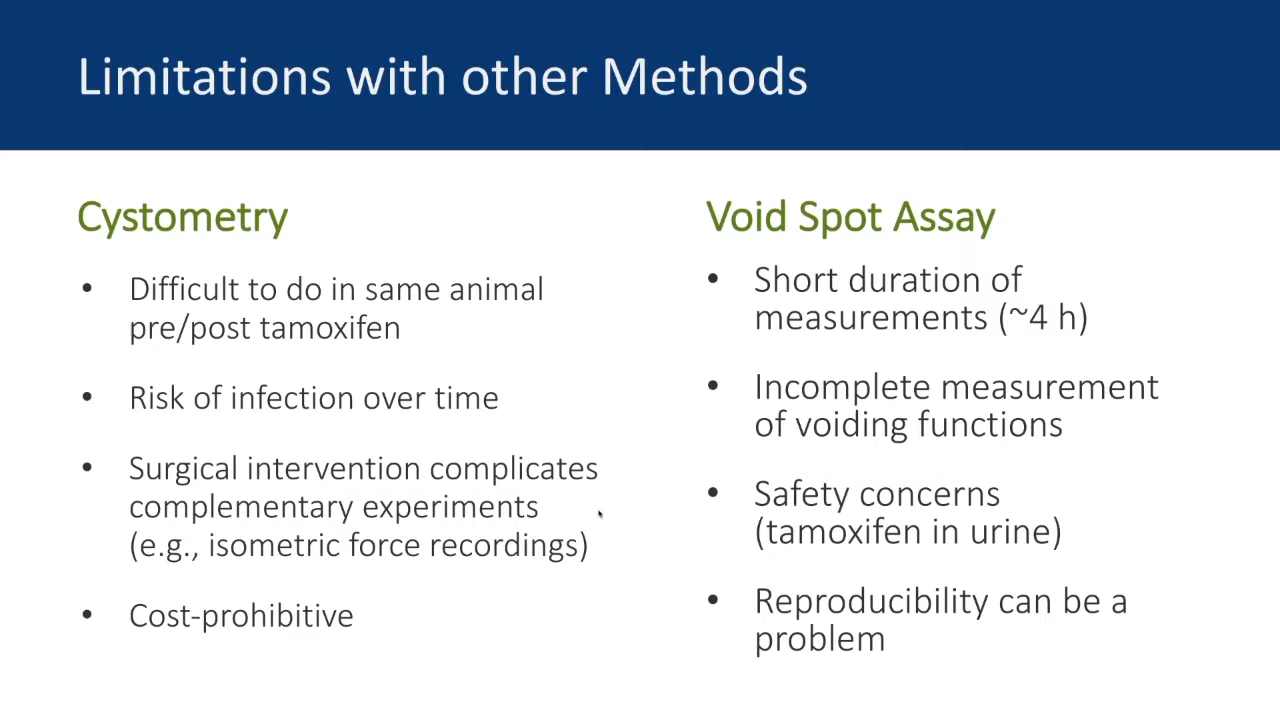 Limitations with other Methods
Cystometry
• Difficult to do in same animal
pre/post tamoxifen
• Risk of infection over time
• Surgical intervention complicates
complementary experiments
(e.g., isometric force recordings)
• Cost-prohibitive
Void Spot Assay
• Short duration of
measurements (~4 h)
• Incomplete measurement
of voiding functions
• Safety concerns
(tamoxifen in urine)
• Reproducibility can be a
problem